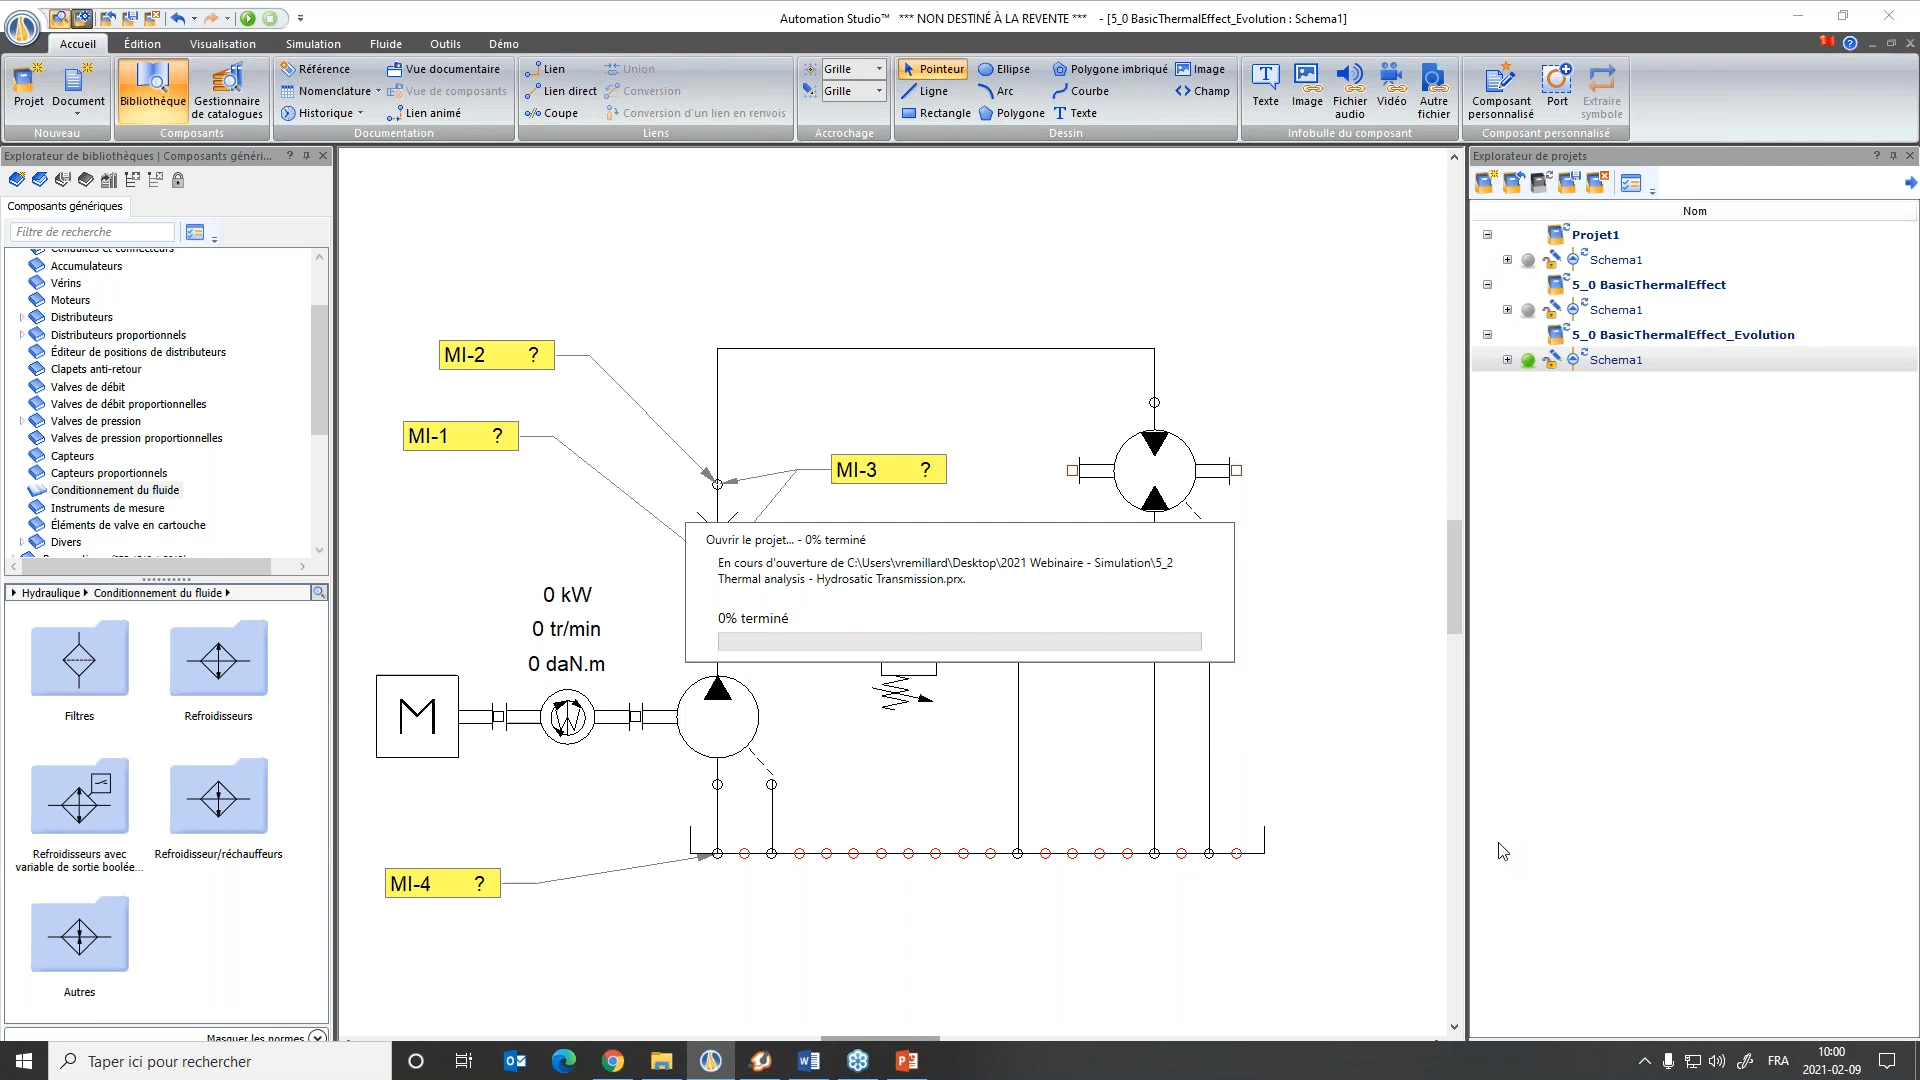 Automation Studio™ *** NON DESTINÉ À LA REVENTE *** - [5_0 BasicThermalEffect_Evolution : Schema1]
Accueil Édition Visualisation Simulation Fluide Outils Démo
Projet
Document
Nouveau
Bibliothèque
Gestionnaire
de catalogues
Composants
Référence
Nomenclature
Historique
Vue documentaire
Vue de composants
Lien animé
Documentation
Lien
Lien direct
Coupe
Union
Conversion
Conversion d'un lien en renvois
Liens
Grille
Grille
Accrochage
Pointeur
Ligne
Rectangle
Ellipse
Arc
Polygone
Polygone imbriqué
Courbe
Texte
Image
Champ
Dessin
Texte
Image
Fichier
audio
Vidéo
Autre
fichier
Infobulle du composant
Composant
personnalisé
Port
Extraire
symbole
Composant personnalisé
Explorateur de bibliothèques | Composants généri...
Composants génériques
Filtre de recherche
Conduites et connecteurs
Accumulateurs
Vérins
Moteurs
Distributeurs
Distributeurs proportionnels
Éditeur de positions de distributeurs
Clapets anti-retour
Valves de débit
Valves de débit proportionnelles
Valves de pression
Valves de pression proportionnelles
Capteurs
Capteurs proportionnels
Conditionnement du fluide
Instruments de mesure
Éléments de valve en cartouche
Divers
Hydraulique Conditionnement du fluide
Filtres
Refroidisseurs
Refroidisseurs avec
variable de sortie boolée...
Refroidisseur/réchauffeurs
Autres
Masquer les normes
MI-2 ?
MI-1 ?
MI-3 ?
0 kW
0 tr/min
0 daN.m
M
W
MI-4 ?
Ouvrir le projet... - 0% terminé
En cours d'ouverture de C:\Users\vremillard\Desktop\2021 Webinaire - Simulation\5_2
Thermal analysis - Hydrosatic Transmission.prx.
0% terminé
Explorateur de projets
Nom
Projet1
Schema1
5_0 BasicThermalEffect
Schema1
5_0 BasicThermalEffect_Evolution
Schema1
Taper ici pour rechercher
FRA
10:00
2021-02-09